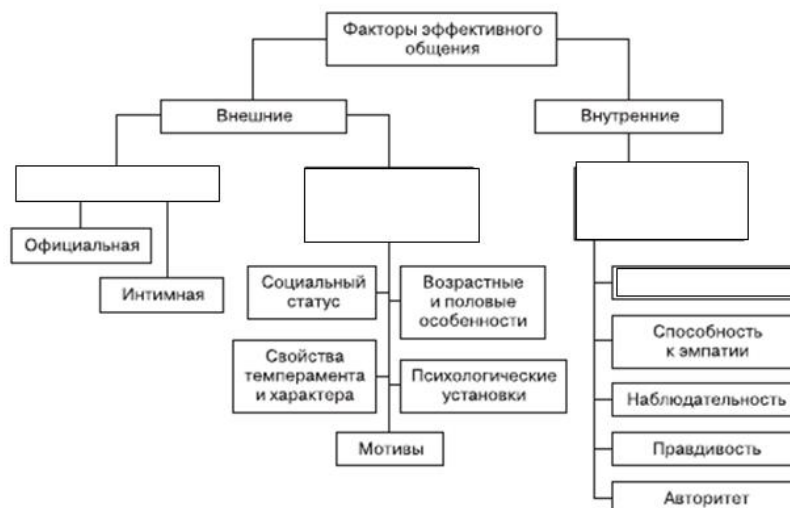 Факторы эффективного
общения
Внешние
Внутренние
Официальная
Интимная
Социальный
статус
Возрастные
и половые
особенности
Свойства
темперамента
и характера
Психологические
установки
Мотивы
Способность
к эмпатии
Наблюдательность
Правдивость
Авторитет